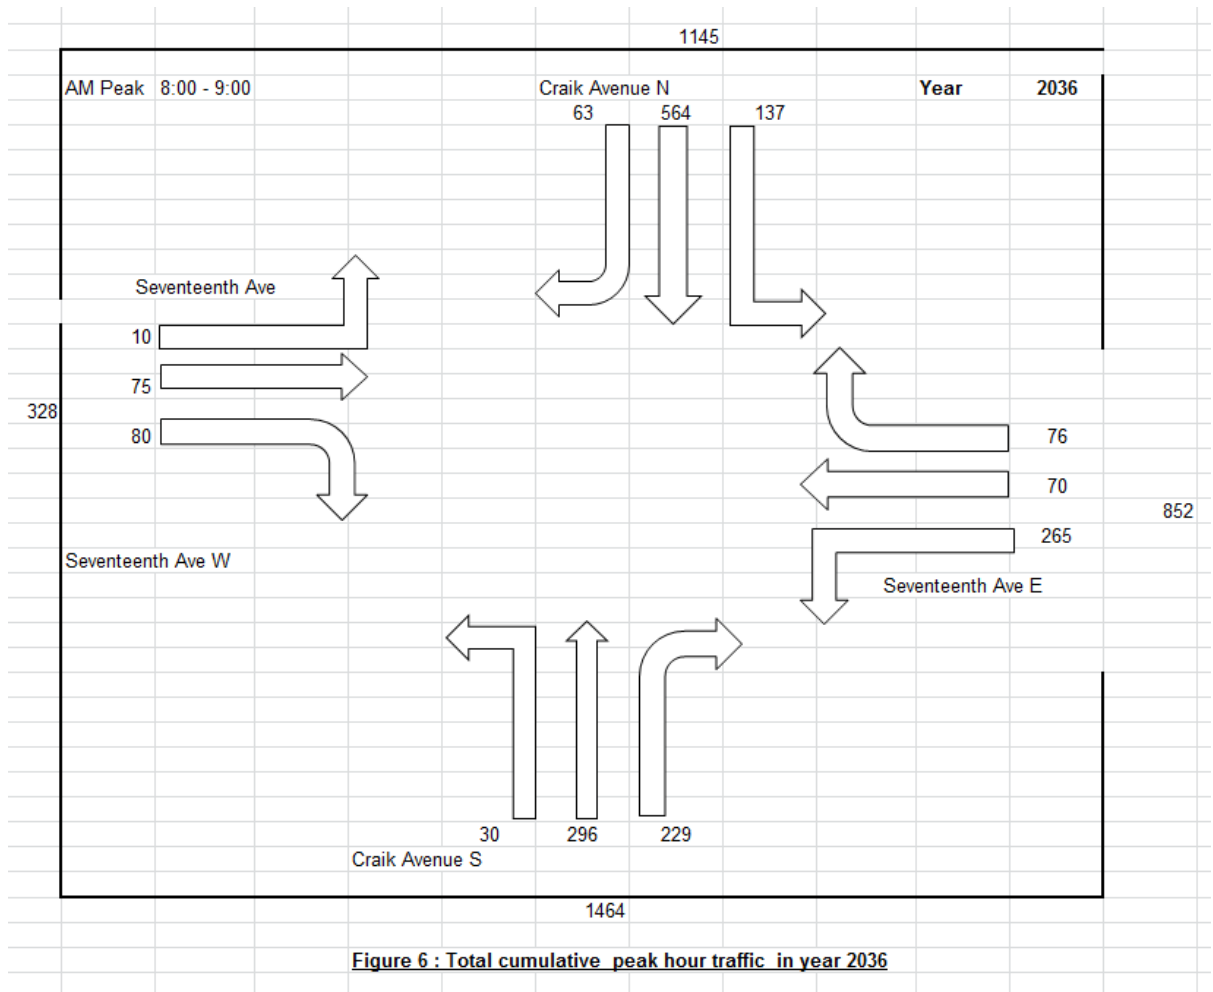 1145
AM Peak 8:00 - 9:00 Craik Avenue N Year 2036
63 564 137
Seventeenth Ave
10
75
328
80
76
70
852
265
Seventeenth Ave W
Seventeenth Ave E
30 296 229
Craik Avenue S
1464
Figure 6 : Total cumulative peak hour traffic in year 2036